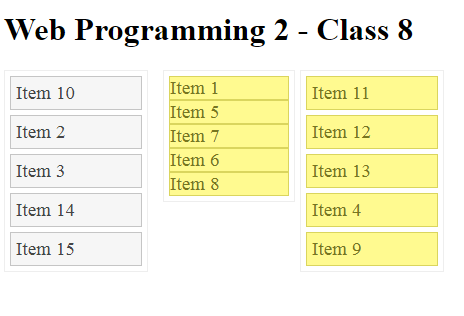 Web Programming 2 - Class 8
Item 10
Item 2
Item 3
Item 14
Item 15
Item 1
Item 5
Item 7
Item 6
Item 8
Item 11
Item 12
Item 13
Item 4
Item 9